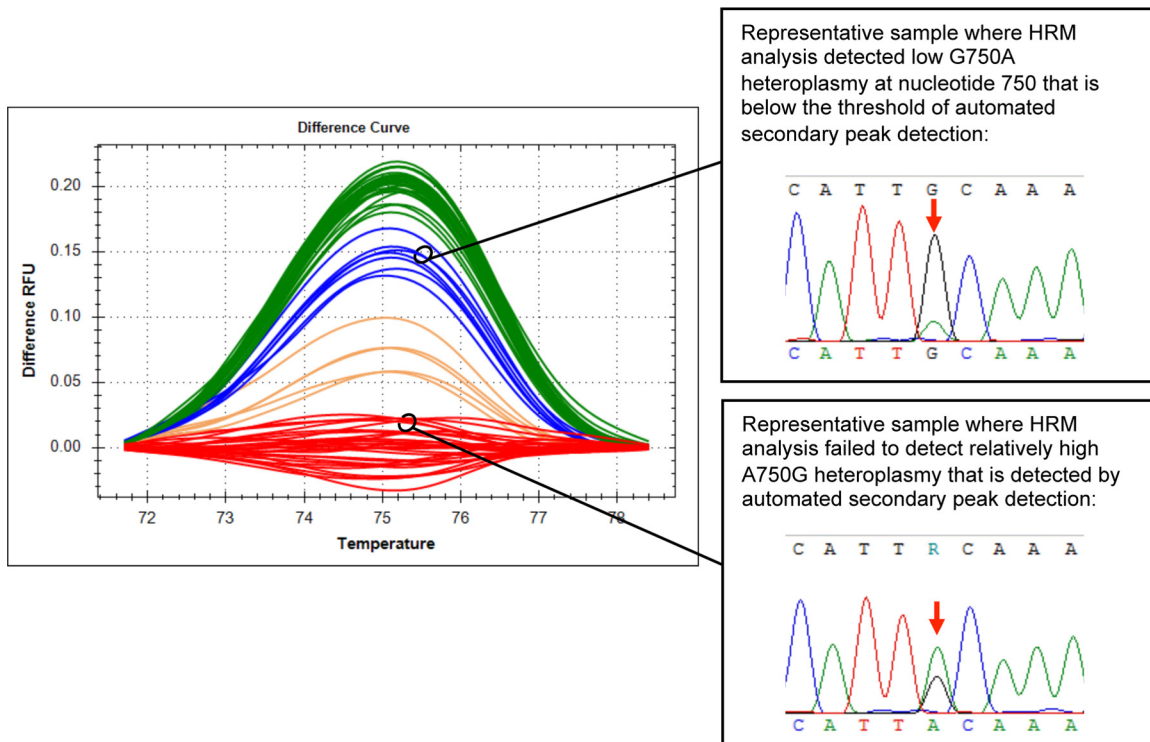 Difference Curve
Difference RFU
0.20
0.15
0.10
0.05
0.00
72 73 74 75 76 77 78
Temperature
Representative sample where HRM
analysis detected low G750A
heteroplasmy at nucleotide 750 that is
below the threshold of automated
secondary peak detection:
C A T T G C A A A
C A T T G C A A A
Representative sample where HRM
analysis failed to detect relatively high
A750G heteroplasmy that is detected by
automated secondary peak detection:
C A T T R C A A A
C A T T A C A A A